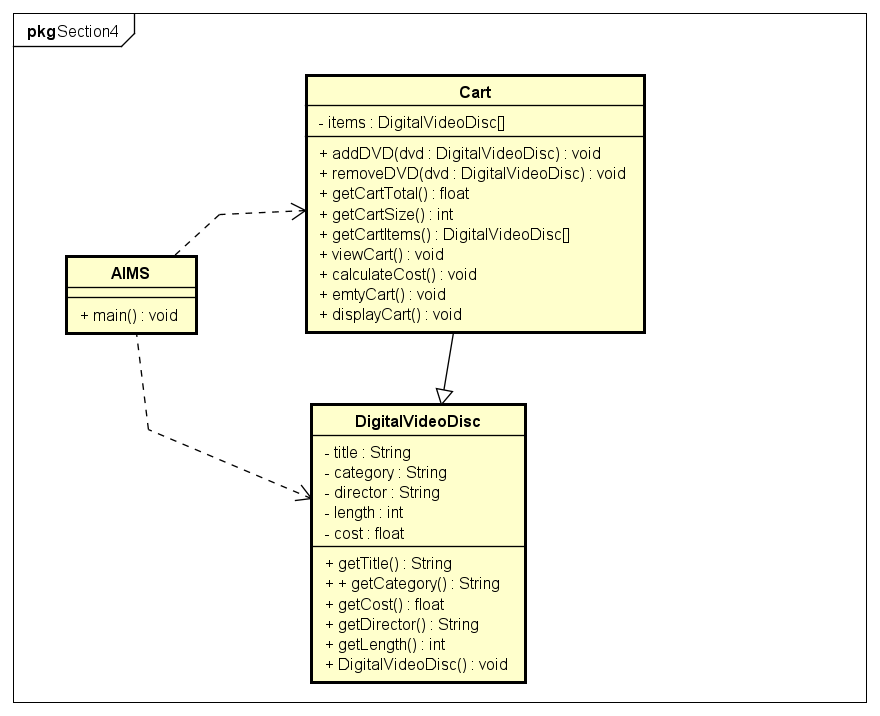 pkgSection4
Cart
- items : DigitalVideoDisc[]
+ addDVD(dvd : DigitalVideoDisc) : void
+ removeDVD(dvd : DigitalVideoDisc) : void
+ getCartTotal() : float
+ getCartSize() : int
+ getCartItems() : DigitalVideoDisc[]
+ viewCart() : void
+ calculateCost() : void
+ emtyCart() : void
+ displayCart() : void
AIMS
+ main() : void
DigitalVideoDisc
- title : String
- category : String
- director : String
- length : int
- cost : float
+ getTitle() : String
+ + getCategory() : String
+ getCost() : float
+ getDirector() : String
+ getLength() : int
+ DigitalVideoDisc() : void